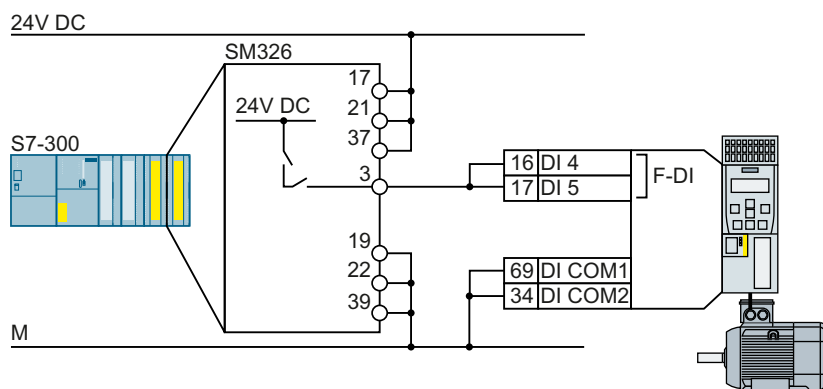 24V DC
SM326
17
24V DC
21
37
S7-300
3
16 DI 4
17 DI 5
F-DI
19
22
39
69 DI COM1
34 DI COM2
M